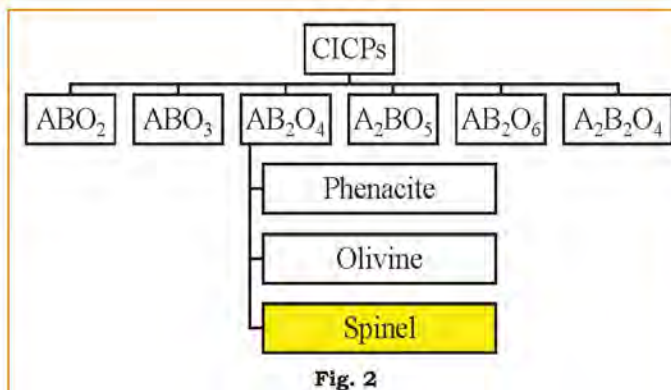 CICPs
ABO₂ ABO₃ AB₂O₄ A₂BO₅ AB₂O₆ A₂B₂O₄
Phenacite
Olivine
Spinel
Fig. 2